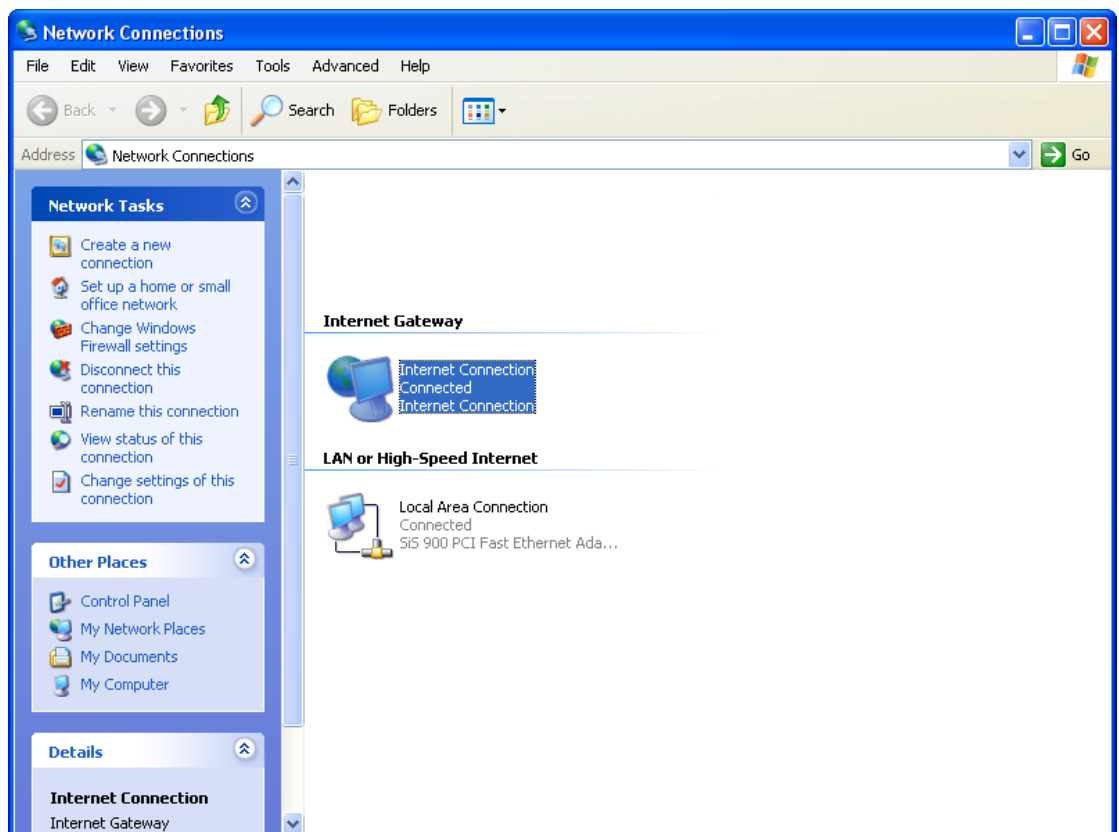 Network Connections
File Edit View Favorites Tools Advanced Help
Back Search Folders
Address Network Connections Go
Network Tasks
Create a new
connection
Set up a home or small
office network
Change Windows
Firewall settings
Disconnect this
connection
Rename this connection
View status of this
connection
Change settings of this
connection
Other Places
Control Panel
My Network Places
My Documents
My Computer
Details
Internet Connection
Internet Gateway
Internet Gateway
Internet Connection
Connected
Internet Connection
LAN or High-Speed Internet
Local Area Connection
Connected
SiS 900 PCI Fast Ethernet Ada...